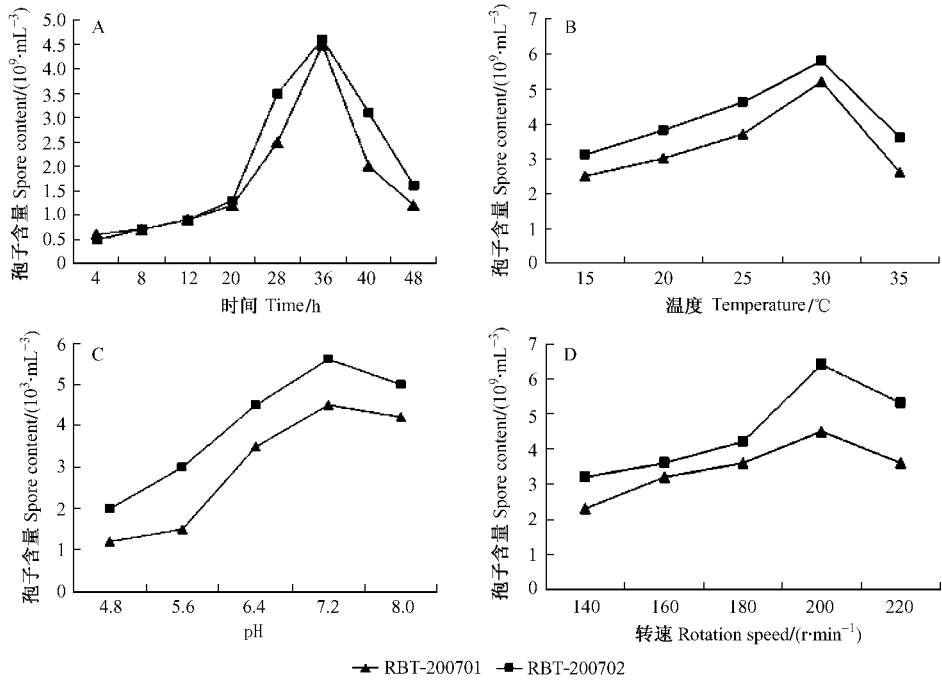 A
孢子含量 Spore content/(10⁹·mL⁻³)
5.0
4.5
4.0
3.5
3.0
2.5
2.0
1.5
1.0
0.5
0
4 8 12 20 28 36 40 48
时间 Time/h
B
孢子含量 Spore content/(10⁹·mL⁻³)
7
6
5
4
3
2
1
0
15 20 25 30 35
温度 Temperature/℃
C
孢子含量 Spore content/(10³·mL⁻³)
6
5
4
3
2
1
0
4.8 5.6 6.4 7.2 8.0
pH
D
孢子含量 Spore content/(10⁹·mL⁻³)
7
6
5
4
3
2
1
0
140 160 180 200 220
转速 Rotation speed/(r·min⁻¹)
RBT-200701 RBT-200702